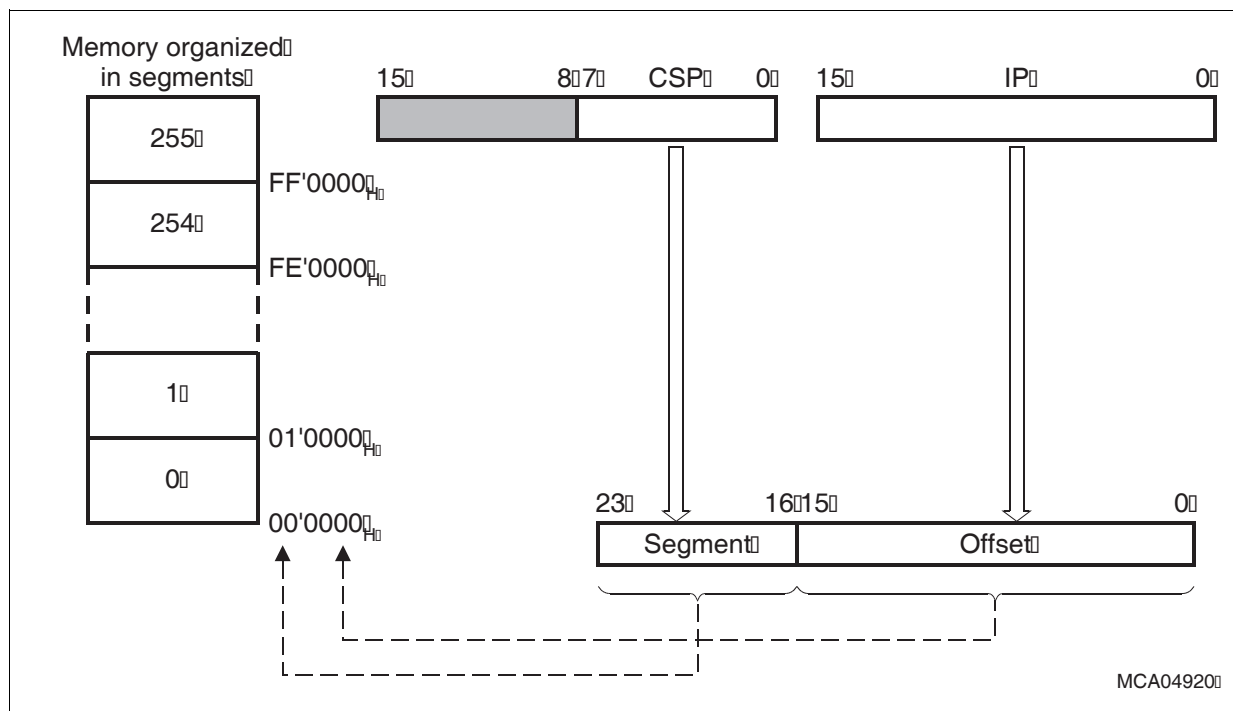 Memory organized
in segments
15 8 7 CSP 0 15 IP 0
255
FF'0000H
254
FE'0000H
1
01'0000H
0
00'0000H
23 16 15 0
Segment Offset
MCA04920